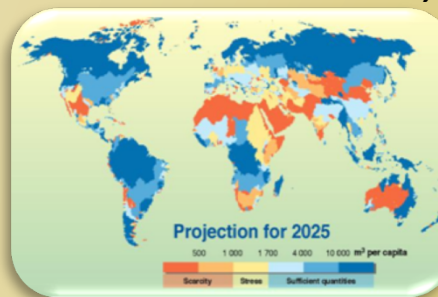 Projection for 2025
500 1 000 1 700 4 000 10 000 m³ per capita
Scarcity Stress Sufficient quantities